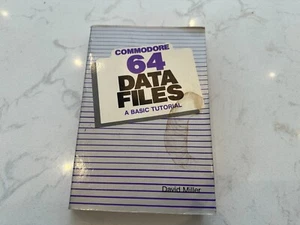 COMMODORE
64
DATA
FILES
A BASIC TUTORIAL
David Miller